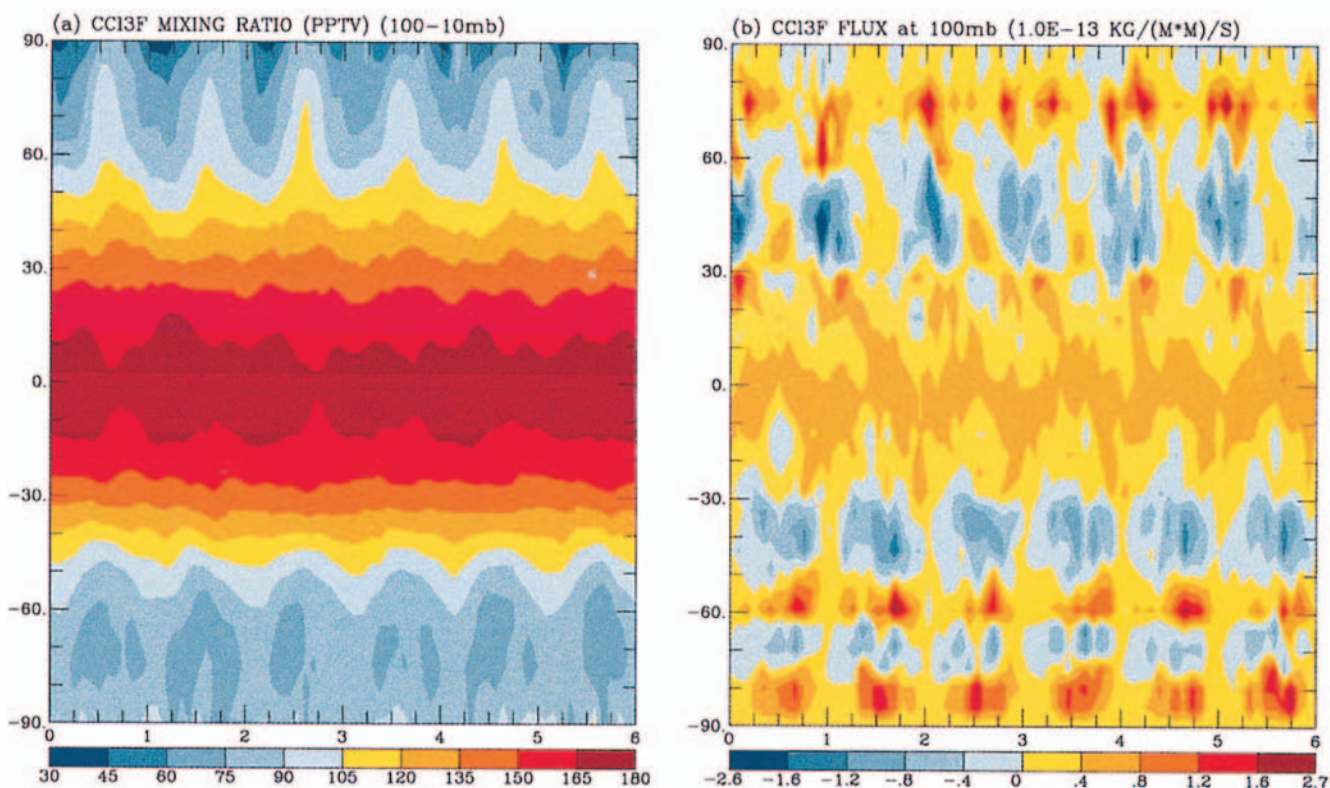 (a) CCl3F MIXING RATIO (PPTV) (100-10mb)
90.
60.
30.
0.
-30.
-60.
-90.
0 1 2 3 4 5 6
30 45 60 75 90 105 120 135 150 165 180
(b) CCl3F FLUX at 100mb (1.0E-13 KG/(M*M)/S)
90.
60.
30.
0.
-30.
-60.
-90.
0 1 2 3 4 5 6
-2.6 -1.6 -1.2 -.8 -.4 0 .4 .8 1.2 1.6 2.7